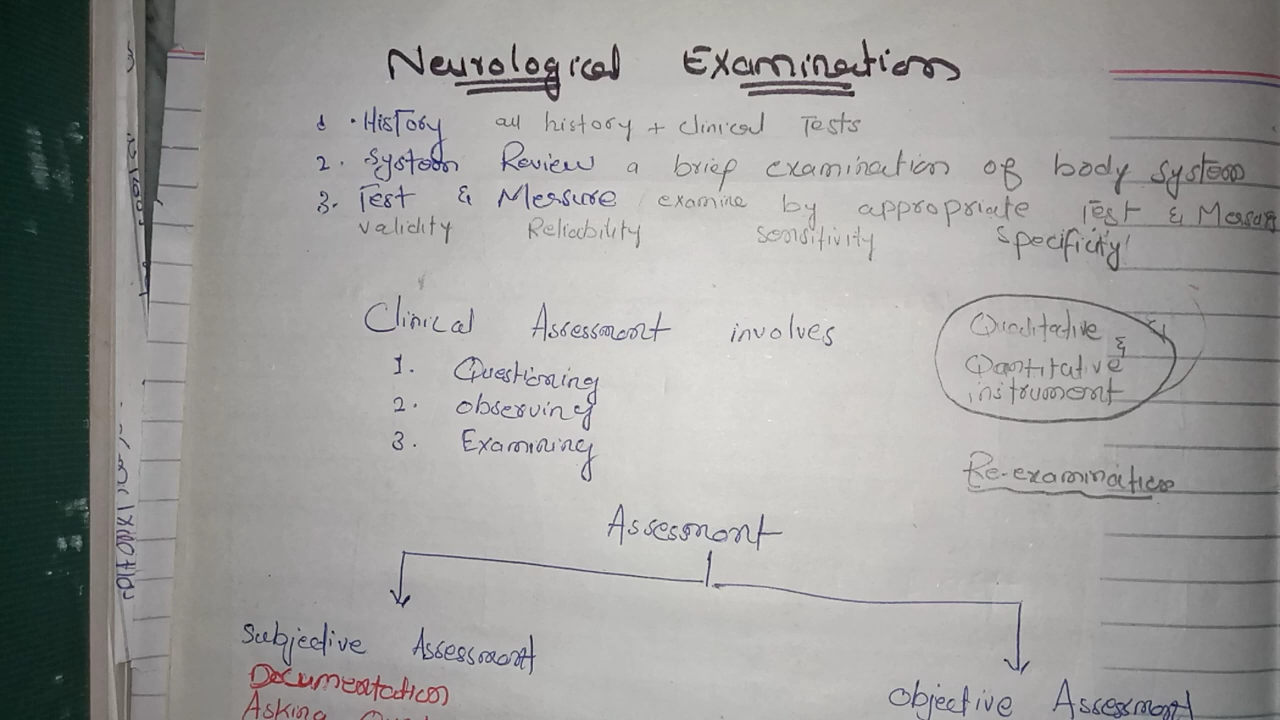 Neurological Examination
1. History all history + clinical Tests
2. System Review a brief examination of body system
3. Test & Measure examine by appropriate Test & Measure
validity Reliability sensitivity specificity
Clinical Assessment involves
1. Questioning
2. observing
3. Examining
Qualitative &
Quantitative
instrument
Re-examination
Assessment
Subjective Assessment
Documentation
Asking
objective Assessment